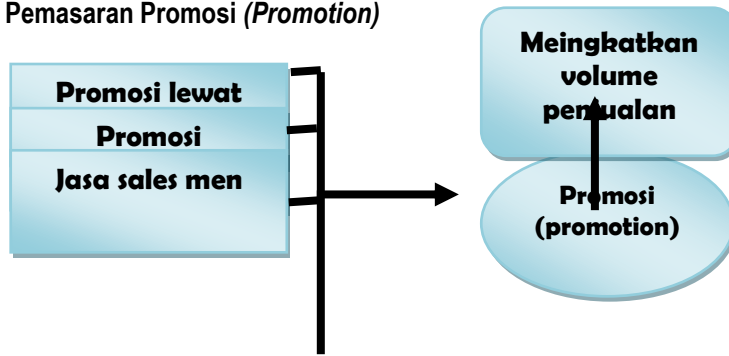 Pemasaran Promosi (Promotion)
Promosi lewat
Promosi
Jasa sales men
Meingkatkan
volume
penjualan
Promosi
(promotion)